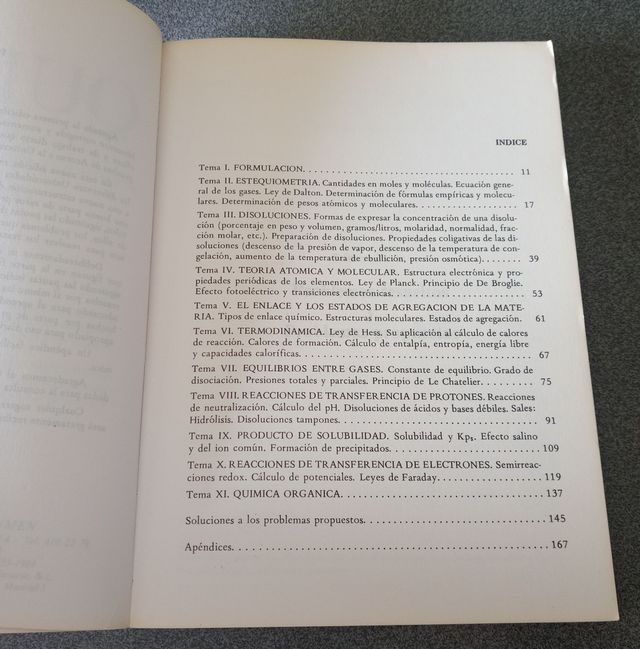 INDICE
Tema I. FORMULACION. 11
Tema II. ESTEQUIOMETRIA. Cantidades en moles y moléculas. Ecuación gene-
ral de los gases. Ley de Dalton. Determinación de fórmulas empíricas y molecu-
lares. Determinación de pesos atómicos y moleculares. 17
Tema III. DISOLUCIONES. Formas de expresar la concentración de una disolu-
ción (porcentaje en peso y volumen, gramos/litros, molaridad, normalidad, frac-
ción molar, etc.). Preparación de disoluciones. Propiedades coligativas de las di-
soluciones (descenso de la presión de vapor, descenso de la temperatura de con-
gelación, aumento de la temperatura de ebullición, presión osmótica). 39
Tema IV. TEORIA ATOMICA Y MOLECULAR. Estructura electrónica y pro-
piedades periódicas de los elementos. Ley de Planck. Principio de De Broglie.
Efecto fotoeléctrico y transiciones electrónicas. 53
Tema V. EL ENLACE Y LOS ESTADOS DE AGREGACION DE LA MATE-
RIA. Tipos de enlace químico. Estructuras moleculares. Estados de agregación. 61
Tema VI. TERMODINAMICA. Ley de Hess. Su aplicación al cálculo de calores
de reacción. Calores de formación. Cálculo de entalpía, entropía, energía libre
y capacidades caloríficas. 67
Tema VII. EQUILIBRIOS ENTRE GASES. Constante de equilibrio. Grado de
disociación. Presiones totales y parciales. Principio de Le Chatelier. 75
Tema VIII. REACCIONES DE TRANSFERENCIA DE PROTONES. Reacciones
de neutralización. Cálculo del pH. Disoluciones de ácidos y bases débiles. Sales:
Hidrólisis. Disoluciones tampones. 91
Tema IX. PRODUCTO DE SOLUBILIDAD. Solubilidad y Kps. Efecto salino
y del ion común. Formación de precipitados. 109
Tema X. REACCIONES DE TRANSFERENCIA DE ELECTRONES. Semirreac-
ciones redox. Cálculo de potenciales. Leyes de Faraday. 119
Tema XI. QUIMICA ORGANICA. 137
Soluciones a los problemas propuestos. 145
Apéndices. 167